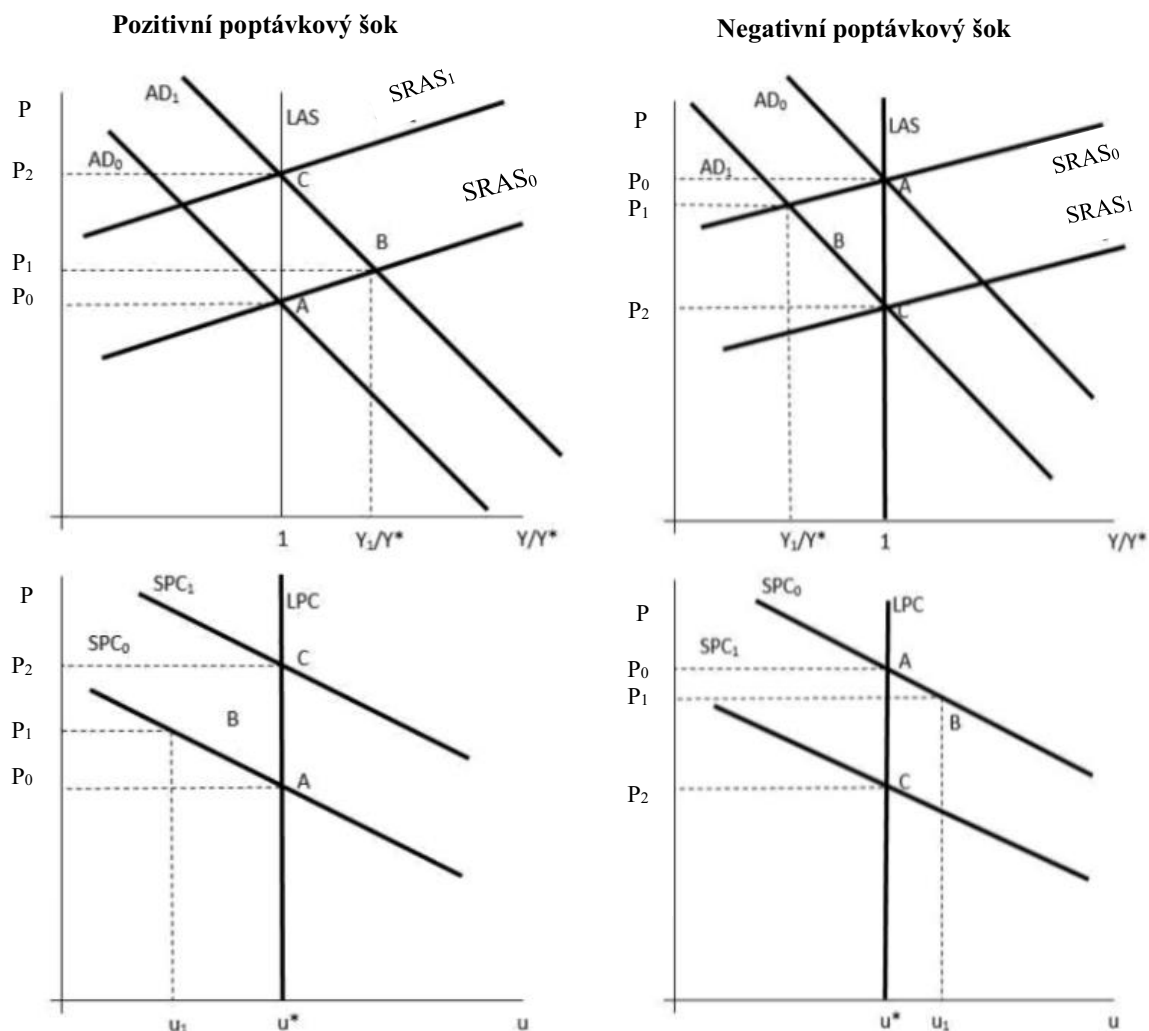 Pozitivní poptávkový šok
P
AD₁
SRAS₁
LAS
AD₀
P₂
C
SRAS₀
B
P₁
P₀
A
1
Y₁/Y*
Y/Y*
Negativní poptávkový šok
P
AD₀
LAS
SRAS₀
AD₁
P₀
A
P₁
SRAS₁
B
P₂
C
Y₁/Y*
1
Y/Y*
P
SPC₁
LPC
SPC₀
P₂
C
B
P₁
P₀
A
u₁
u*
u
P
SPC₀
LPC
SPC₁
P₀
A
P₁
B
P₂
C
u*
u₁
u